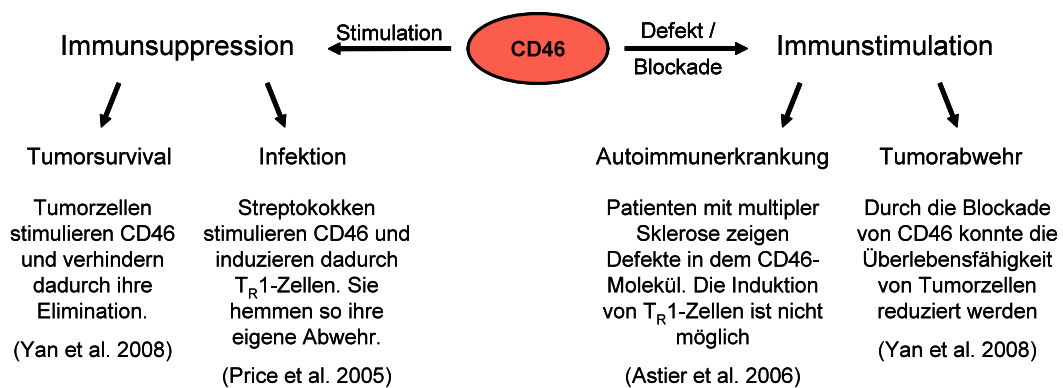 Immunsuppression
Stimulation
CD46
Defekt /
Blockade
Immunstimulation
Tumorsurvival
Tumorzellen
stimulieren CD46
und verhindern
dadurch ihre
Elimination.
(Yan et al. 2008)
Infektion
Streptokokken
stimulieren CD46 und
induzieren dadurch
TR1-Zellen. Sie
hemmen so ihre
eigene Abwehr.
(Price et al. 2005)
Autoimmunerkrankung
Patienten mit multipler
Sklerose zeigen
Defekte in dem CD46-
Molekül. Die Induktion
von TR1-Zellen ist nicht
möglich
(Astier et al. 2006)
Tumorabwehr
Durch die Blockade
von CD46 konnte die
Überlebensfähigkeit
von Tumorzellen
reduziert werden
(Yan et al. 2008)